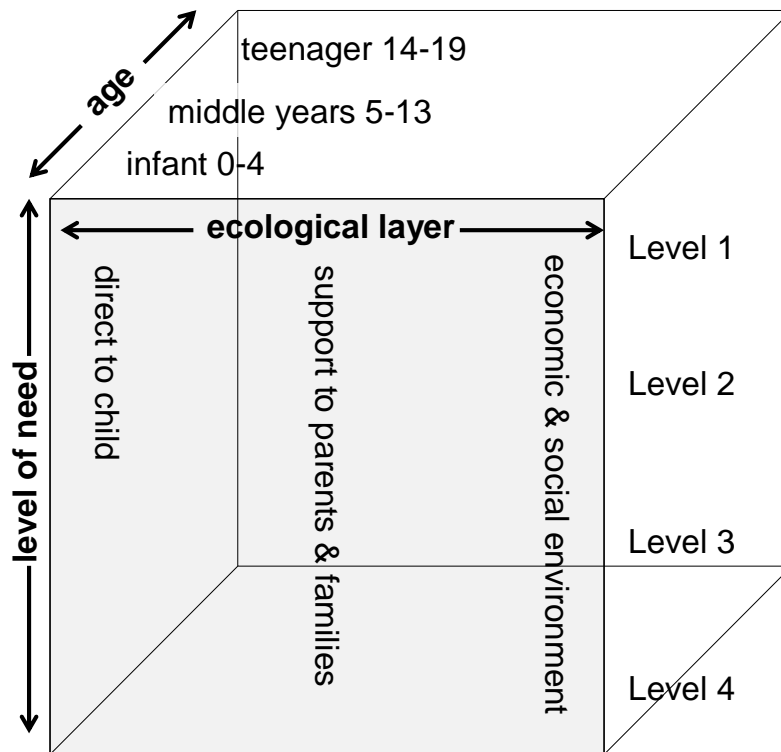 teenager 14-19
age
middle years 5-13
infant 0-4
ecological layer
Level 1
direct to child
support to parents & families
economic & social environment
level of need
Level 2
Level 3
Level 4